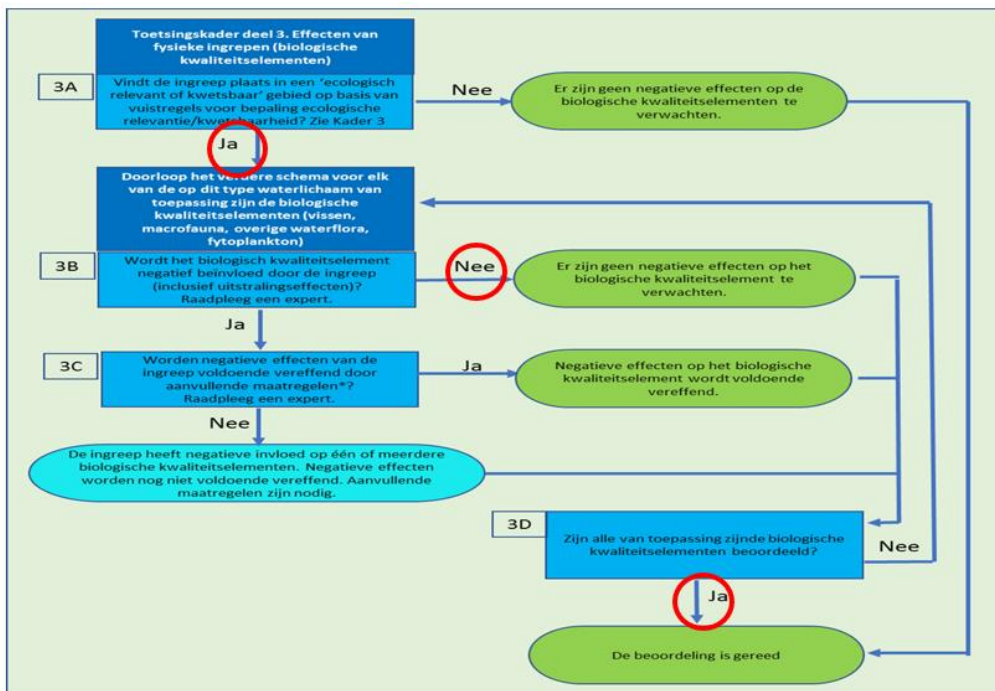 Toetsingskader deel 3. Effecten van
fysieke ingrepen (biologische
kwaliteitselementen)
3A
Vindt de ingreep plaats in een 'ecologisch
relevant of kwetsbaar' gebied op basis van
vuistregels voor bepaling ecologische
relevantie/kwetsbaarheid? Zie Kader 3
Nee
Er zijn geen negatieve effecten op de
biologische kwaliteitselementen te
verwachten.
Ja
Doorloop het verdere schema voor elk
van de op dit type waterlichaam van
toepassing zijn de biologische
kwaliteitselementen (vissen,
macrofauna, overige waterflora,
fytoplankton)
3B
Wordt het biologisch kwaliteitselement
negatief beïnvloed door de ingreep
(inclusief uitstralingseffecten)?
Raadpleeg een expert.
Nee
Er zijn geen negatieve effecten op het
biologische kwaliteitselement te
verwachten.
Ja
3C
Worden negatieve effecten van de
ingreep voldoende vereffend door
aanvullende maatregelen*?
Raadpleeg een expert.
Ja
Negatieve effecten op het biologische
kwaliteitselement wordt voldoende
vereffend.
Nee
De ingreep heeft negatieve invloed op één of meerdere
biologische kwaliteitselementen. Negatieve effecten
worden nog niet voldoende vereffend. Aanvullende
maatregelen zijn nodig.
3D
Zijn alle van toepassing zijnde biologische
kwaliteitselementen beoordeeld?
Nee
Ja
De beoordeling is gereed